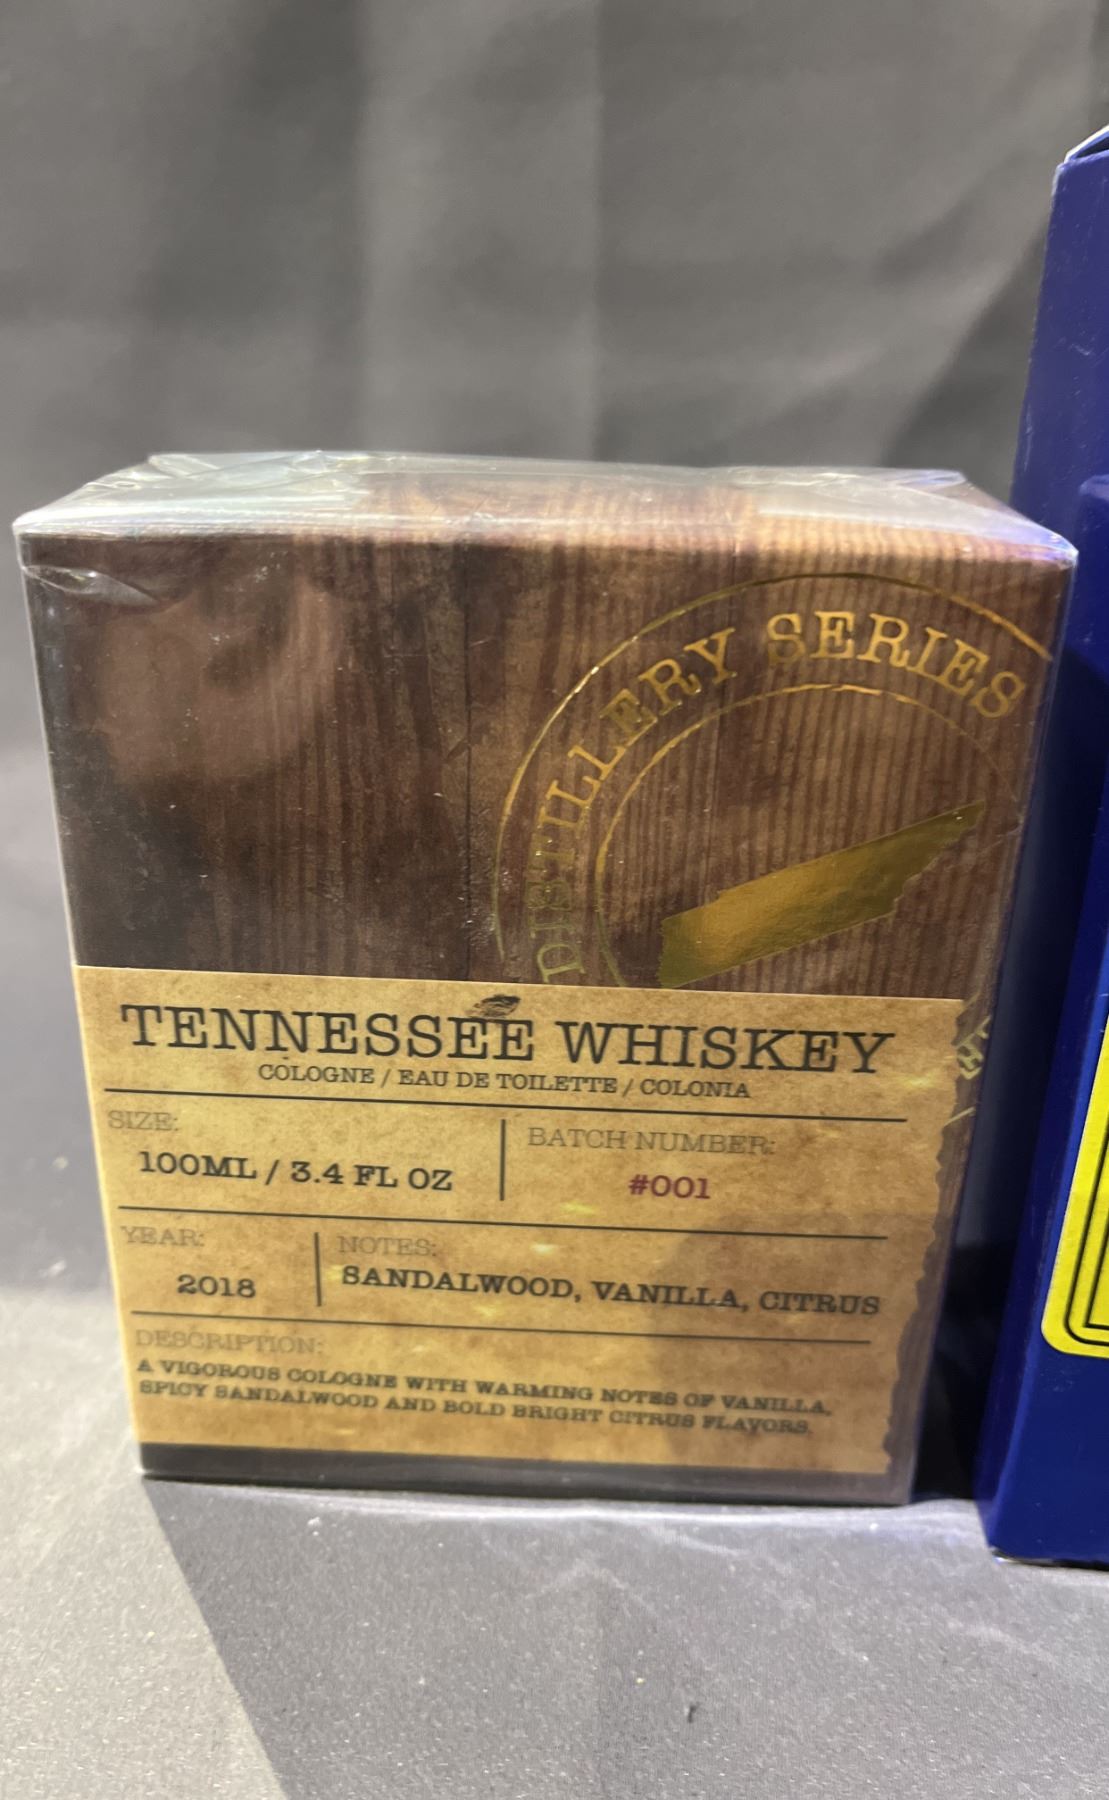 DISTILLERY SERIES
TENNESSEE WHISKEY
COLOGNE / EAU DE TOILETTE / COLONIA
SIZE:
100ML / 3.4 FL OZ
BATCH NUMBER:
#001
YEAR:
2018
NOTES:
SANDALWOOD, VANILLA, CITRUS
DESCRIPTION:
A VIGOROUS COLOGNE WITH WARMING NOTES OF VANILLA,
SPICY SANDALWOOD AND BOLD BRIGHT CITRUS FLAVORS.